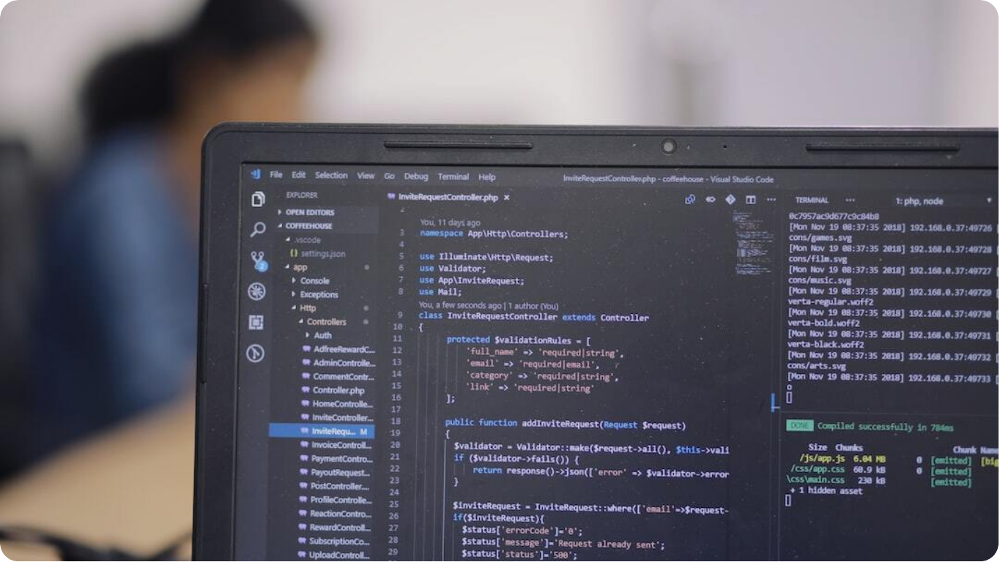 File Edit Selection View Go Debug Terminal Help
InviteRequestController.php - coffeehouse - Visual Studio Code
EXPLORER
OPEN EDITORS
COFFEEHOUSE
.vscode
{} settings.json
app
Console
Exceptions
Http
Controllers
Auth
AdfreeRewardC...
AdminControlle...
CommentContr...
Controller.php
HomeControlle...
InviteController...
InviteRequ... M
InvoiceControll...
PaymentContro...
PayoutRequest...
PostController....
ProfileControlle...
ReactionContro...
RewardControll...
SubscriptionCo...
UploadControll...
2
InviteRequestController.php ×
You, 11 days ago
3 namespace App\Http\Controllers;
4
5 use Illuminate\Http\Request;
6 use Validator;
7 use App\InviteRequest;
8 use Mail;
You, a few seconds ago | 1 author (You)
9 class InviteRequestController extends Controller
10 {
11 protected $validationRules = [
12 'full_name' => 'required|string',
13 'email' => 'required|email',
14 'category' => 'required|string',
15 'link' => 'required|string'
16 ];
17
18 public function addInviteRequest(Request $request)
19 {
20 $validator = Validator::make($request->all(), $this->vali
21 if ($validator->fails()) {
22 return response()->json(['error' => $validator->error
23 }
24
25 $inviteRequest = InviteRequest::where(['email'=>$request-
26 if($inviteRequest){
27 $status['errorCode']='0';
28 $status['message']='Request already sent';
29 $status['status']='500';
TERMINAL ... 1: php, node
0c7957ac9d677c9c84b8
[Mon Nov 19 08:37:35 2018] 192.168.0.37:49726 [
cons/games.svg
[Mon Nov 19 08:37:35 2018] 192.168.0.37:49728 [
cons/film.svg
[Mon Nov 19 08:37:35 2018] 192.168.0.37:49727 [
cons/music.svg
[Mon Nov 19 08:37:35 2018] 192.168.0.37:49729 [
verta-regular.woff2
[Mon Nov 19 08:37:35 2018] 192.168.0.37:49730 [
verta-bold.woff2
[Mon Nov 19 08:37:35 2018] 192.168.0.37:49731 [
verta-black.woff2
[Mon Nov 19 08:37:35 2018] 192.168.0.37:49732 [
cons/arts.svg
[Mon Nov 19 08:37:35 2018] 192.168.0.37:49733 [
o
DONE Compiled successfully in 784ms
Size Chunks Chunk Name
/js/app.js 6.04 MB 0 [emitted] [big
/css/app.css 60.9 kB 0 [emitted]
\css\main.css 230 kB [emitted]
+ 1 hidden asset